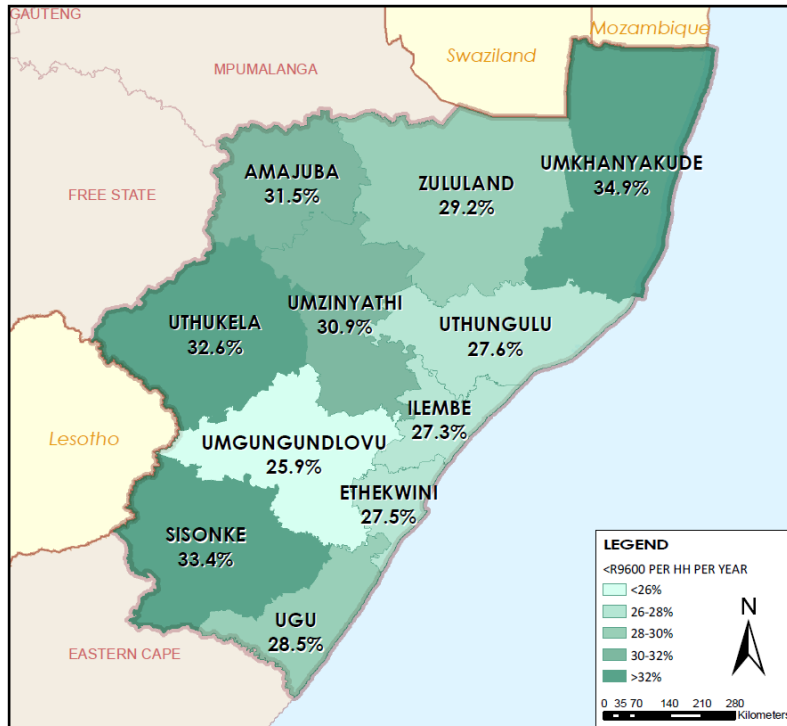 GAUTENG
Mozambique
Swaziland
MPUMALANGA
AMAJUBA
31.5%
ZULULAND
29.2%
UMKHANYAKUDE
34.9%
FREE STATE
UMZINYATHI
30.9%
UTHUKELA
32.6%
UTHUNGULU
27.6%
ILEMBE
27.3%
Lesotho
UMGUNGUNDLOVU
25.9%
ETHEKWINI
27.5%
SISONKE
33.4%
UGU
28.5%
EASTERN CAPE
LEGEND
<R9600 PER HH PER YEAR
<26%
26-28%
28-30%
30-32%
>32%
N
0 35 70 140 210 280
Kilometers